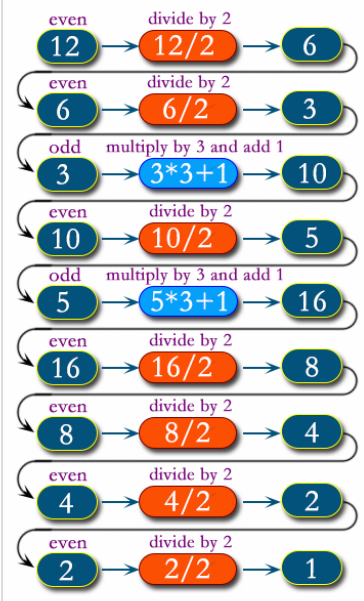 even divide by 2
12 12/2 6
even divide by 2
6 6/2 3
odd multiply by 3 and add 1
3 3*3+1 10
even divide by 2
10 10/2 5
odd multiply by 3 and add 1
5 5*3+1 16
even divide by 2
16 16/2 8
even divide by 2
8 8/2 4
even divide by 2
4 4/2 2
even divide by 2
2 2/2 1